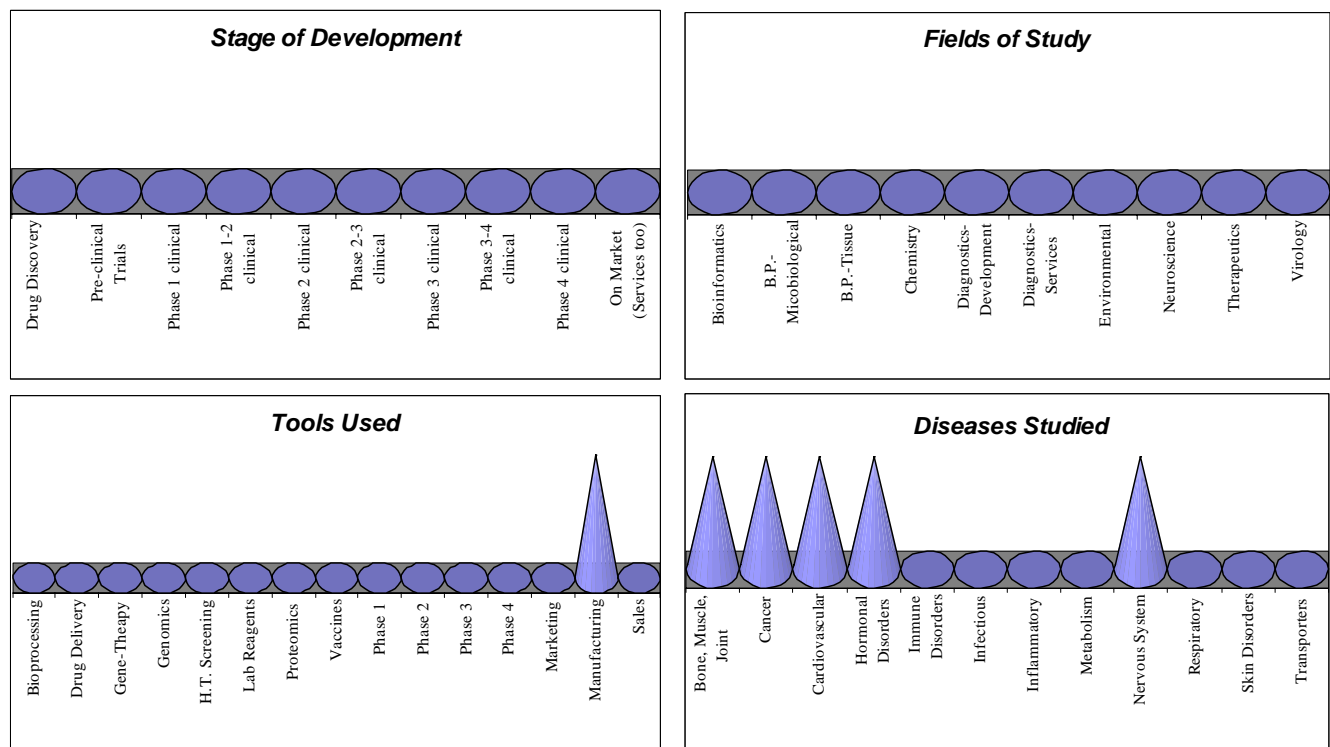 Stage of Development
Drug Discovery
Pre-clinical
Trials
Phase 1 clinical
Phase 1-2
clinical
Phase 2 clinical
Phase 2-3
clinical
Phase 3 clinical
Phase 3-4
clinical
Phase 4 clinical
On Market
(Services too)
Fields of Study
Bioinformatics
B.P.-
Micobiological
B.P.-Tissue
Chemistry
Diagnostics-
Development
Diagnostics-
Services
Environmental
Neuroscience
Therapeutics
Virology
Tools Used
Bioprocessing
Drug Delivery
Gene-Theapy
Genomics
H.T. Screening
Lab Reagents
Proteomics
Vaccines
Phase 1
Phase 2
Phase 3
Phase 4
Marketing
Manufacturing
Sales
Diseases Studied
Bone, Muscle,
Joint
Cancer
Cardiovascular
Hormonal
Disorders
Immune
Disorders
Infectious
Inflammatory
Metabolism
Nervous System
Respiratory
Skin Disorders
Transporters